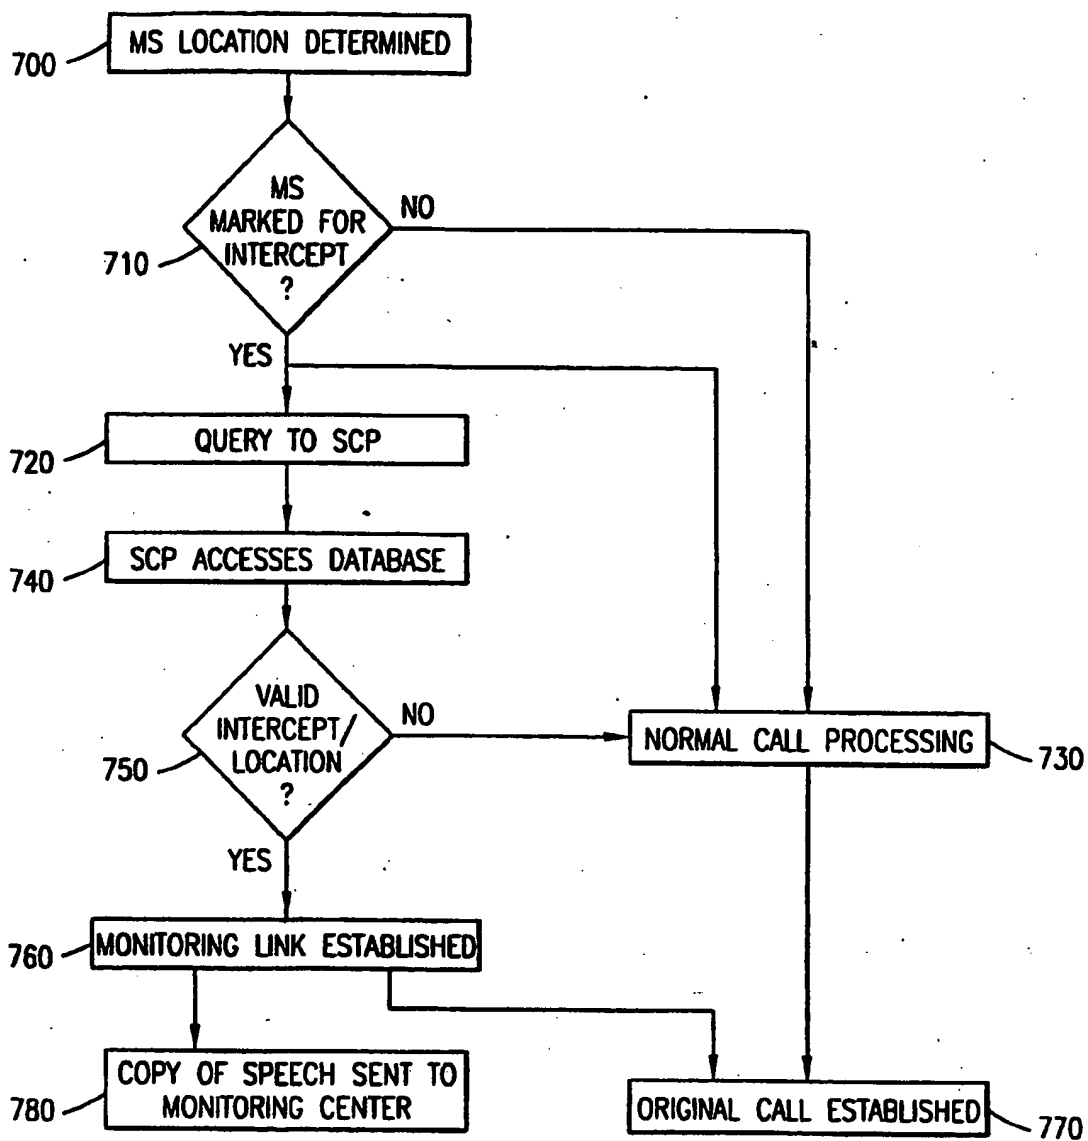 MS LOCATION DETERMINED
700
MS
MARKED FOR
INTERCEPT
?
NO
710
YES
QUERY TO SCP
720
SCP ACCESSES DATABASE
740
VALID
INTERCEPT/
LOCATION
?
NO
750
NORMAL CALL PROCESSING
730
YES
MONITORING LINK ESTABLISHED
760
COPY OF SPEECH SENT TO
MONITORING CENTER
780
ORIGINAL CALL ESTABLISHED
770